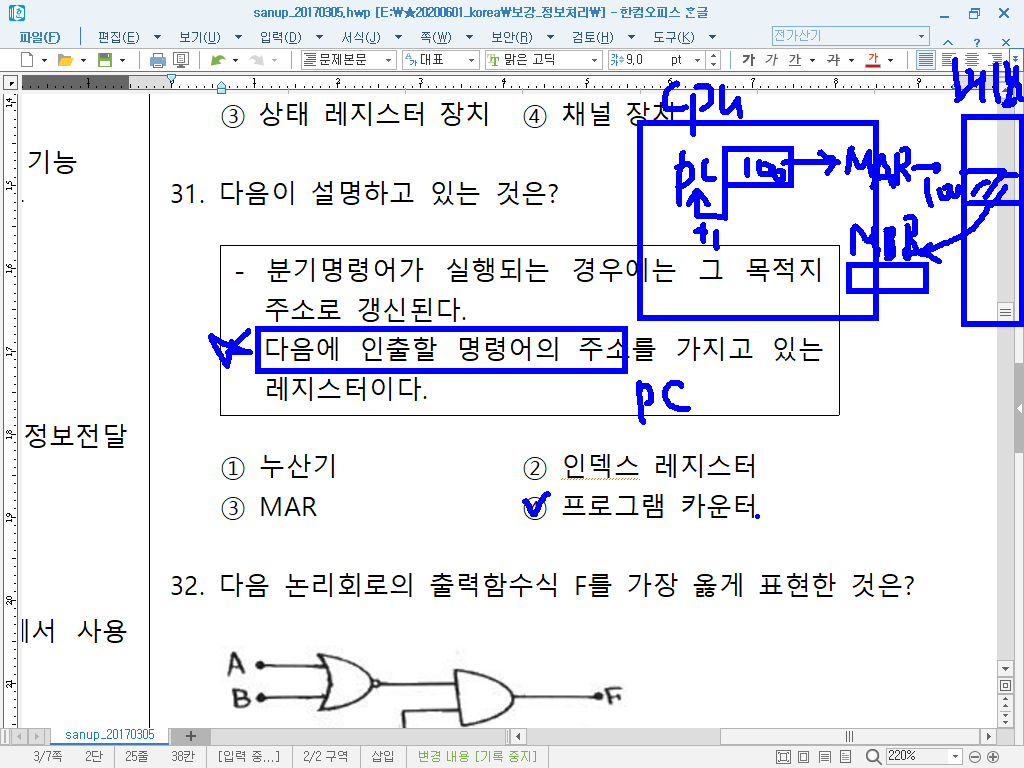 sanup_20170305.hwp [E:\★20200601_korea\보강_정보처리\] - 한컴오피스 한글
파일(F) 편집(E) 보기(U) 입력(D) 서식(J) 쪽(W) 보안(R) 검토(H) 도구(K) 전가산기
문제본문 대표 맑은 고딕 9,0 pt 가 가 가 가 가
③ 상태 레지스터 장치 ④ 채널 장치
cpu
기능
31. 다음이 설명하고 있는 것은?
PC 100 MAR 100
+1
MBR
- 분기명령어가 실행되는 경우에는 그 목적지
주소로 갱신된다.
다음에 인출할 명령어의 주소를 가지고 있는
레지스터이다.
PC
정보전달
① 누산기 ② 인덱스 레지스터
③ MAR ④ 프로그램 카운터
32. 다음 논리회로의 출력함수식 F를 가장 옳게 표현한 것은?
에서 사용
A
B
F
sanup_20170305
3/7쪽 2단 25줄 38칸 [입력 중...] 2/2 구역 삽입 변경 내용 [기록 중지] 220%